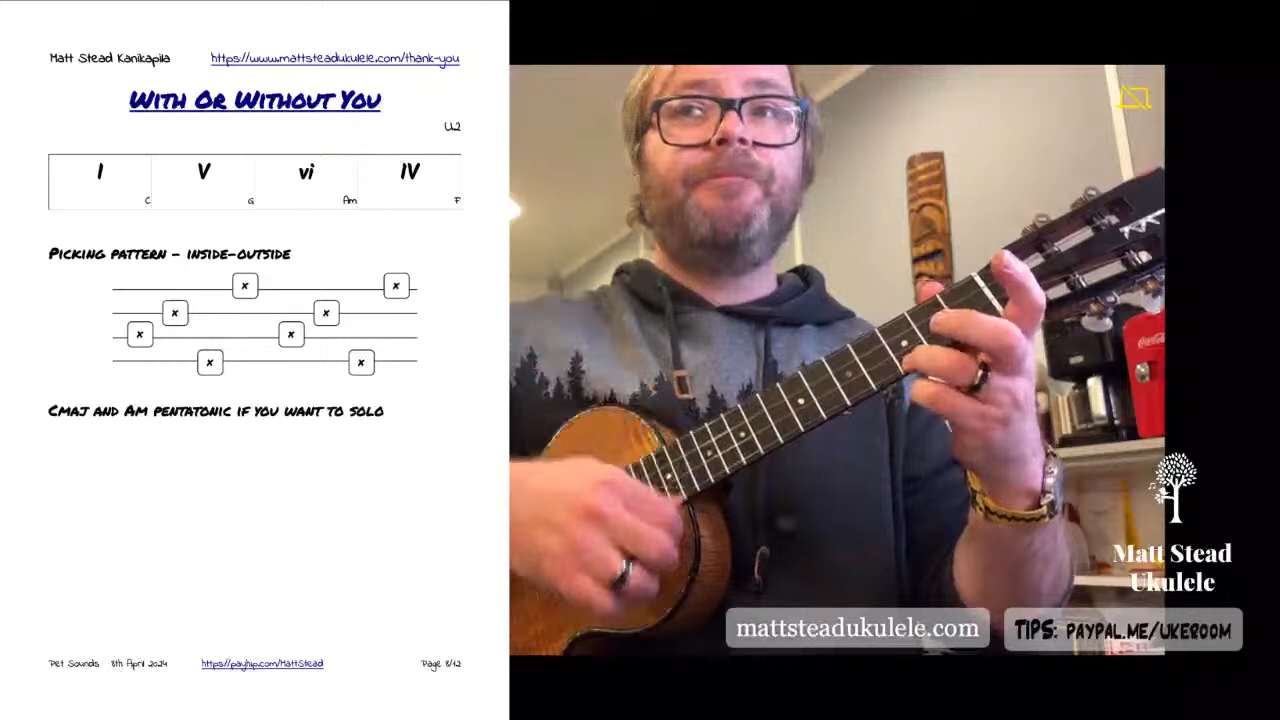 Matt Stead Kanikapila https://www.mattsteadukulele.com/thank-you
With Or Without You
U2
I V vi IV
C G Am F
Picking pattern - inside-outside
x x
x x
x x
x x
Cmaj and Am pentatonic if you want to solo
Pet Sounds 8th April 2024 https://payhip.com/MattStead Page 8/12
Coca-Cola
Matt Stead
Ukulele
mattsteadukulele.com
TIPS: PAYPAL.ME/UKEROOM